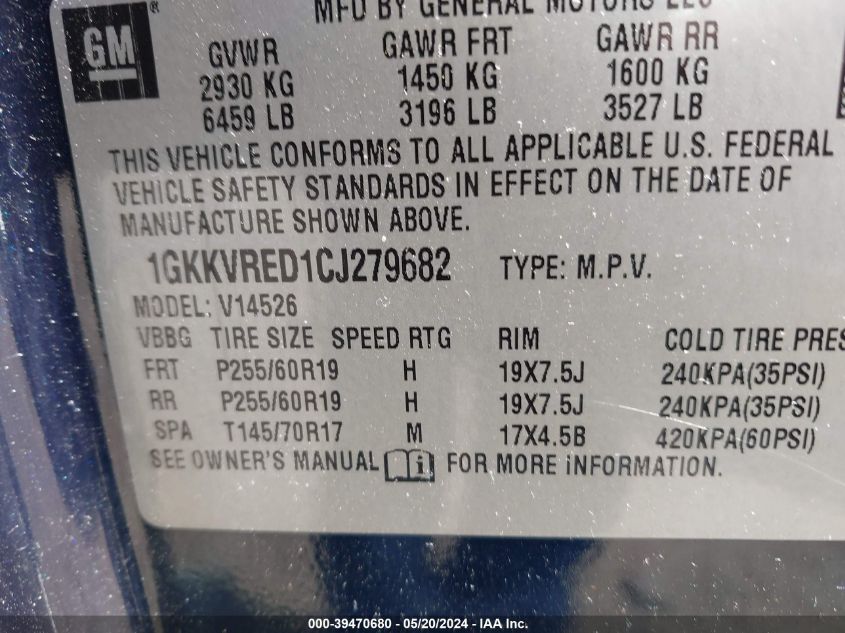 MFD BY GENERAL MOTORS LLC
GM ®
GVWR GAWR FRT GAWR RR
2930 KG 1450 KG 1600 KG
6459 LB 3196 LB 3527 LB
THIS VEHICLE CONFORMS TO ALL APPLICABLE U.S. FEDERAL
VEHICLE SAFETY STANDARDS IN EFFECT ON THE DATE OF
MANUFACTURE SHOWN ABOVE.
1GKKVRED1CJ279682 TYPE: M.P.V.
MODEL: V14526
VBBG TIRE SIZE SPEED RTG RIM COLD TIRE PRES
FRT P255/60R19 H 19X7.5J 240KPA(35PSI)
RR P255/60R19 H 19X7.5J 240KPA(35PSI)
SPA T145/70R17 M 17X4.5B 420KPA(60PSI)
SEE OWNER'S MANUAL i FOR MORE INFORMATION.
000-39470680 - 05/20/2024 - IAA Inc.